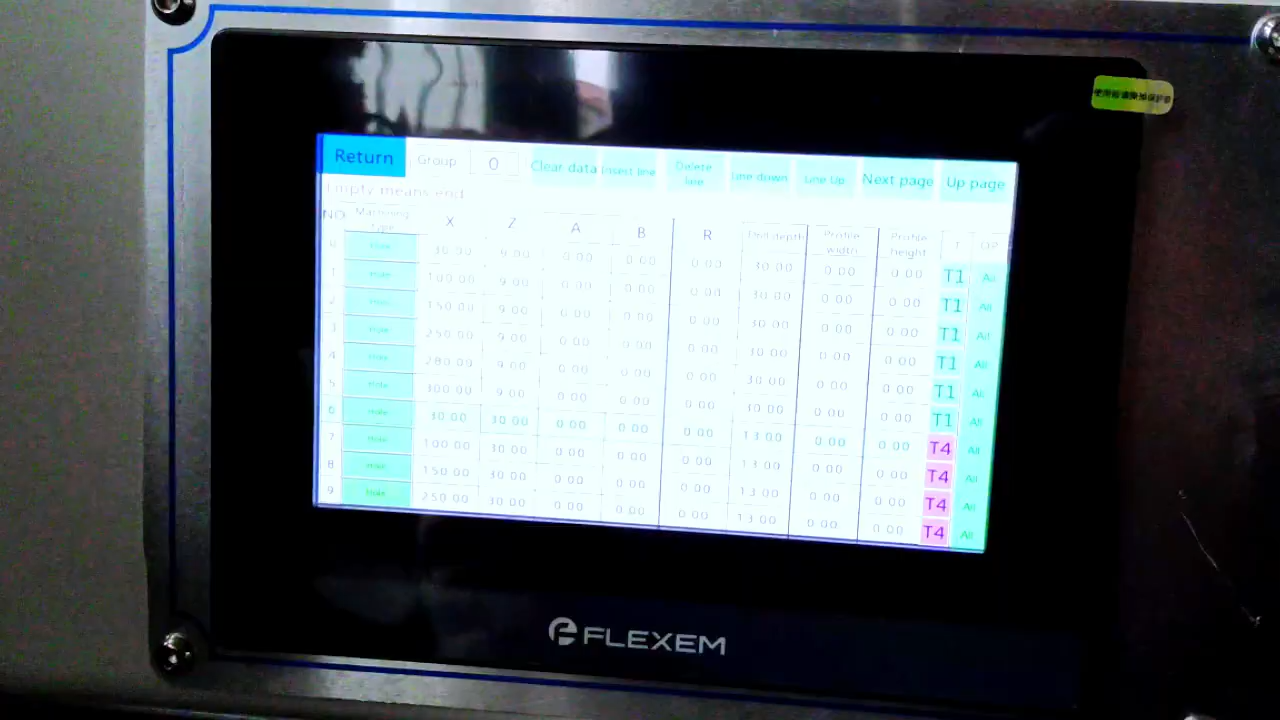 Return Group 0 Clear data Insert line Delete line Line down Line Up Next page Up page
Empty means end
NO Machining type X Z A B R Drill depth Profile width Profile height T OP
0 Hole 30.00 9.00 0.00 0.00 0.00 30.00 0.00 0.00 T1 All
1 Hole 100.00 9.00 0.00 0.00 0.00 30.00 0.00 0.00 T1 All
2 Hole 150.00 9.00 0.00 0.00 0.00 30.00 0.00 0.00 T1 All
3 Hole 250.00 9.00 0.00 0.00 0.00 30.00 0.00 0.00 T1 All
4 Hole 280.00 9.00 0.00 0.00 0.00 30.00 0.00 0.00 T1 All
5 Hole 300.00 9.00 0.00 0.00 0.00 30.00 0.00 0.00 T1 All
6 Hole 30.00 30.00 0.00 0.00 0.00 13.00 0.00 0.00 T4 All
7 Hole 100.00 30.00 0.00 0.00 0.00 13.00 0.00 0.00 T4 All
8 Hole 150.00 30.00 0.00 0.00 0.00 13.00 0.00 0.00 T4 All
9 Hole 250.00 30.00 0.00 0.00 0.00 13.00 0.00 0.00 T4 All
FLEXEM